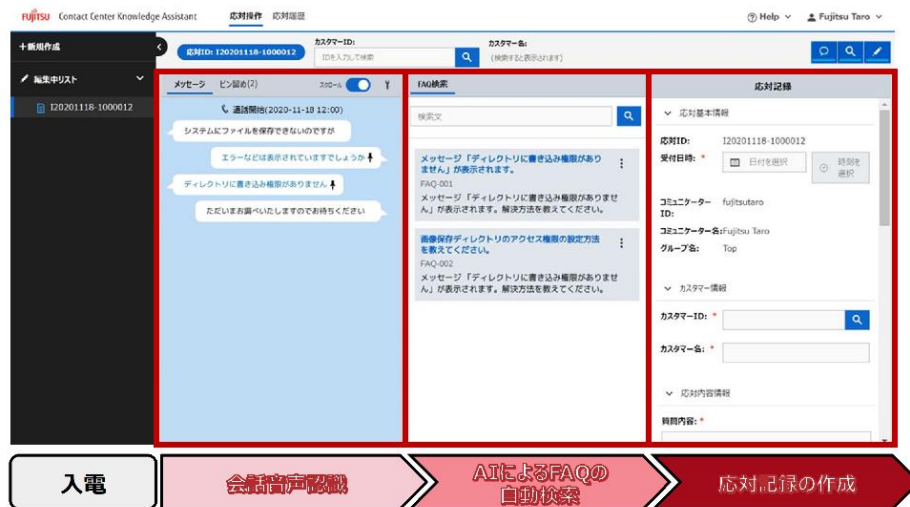 FUJITSU Contact Center Knowledge Assistant 応対操作 応対履歴 Help Fujitsu Taro
+新規作成
応対ID: I20201118-1000012
カスタマーID:
IDを入力して検索
カスタマー名:
(検索すると表示されます)
編集中リスト
I20201118-1000012
メッセージ ピン留め(2) スクロール
通話開始(2020-11-18 12:00)
システムにファイルを保存できないのですが
エラーなどは表示されていますでしょうか
ディレクトリに書き込み権限がありません
ただいまお調べいたしますのでお待ちください
FAQ検索
検索文
メッセージ「ディレクトリに書き込み権限があり
ません」が表示されます。
FAQ-001
メッセージ「ディレクトリに書き込み権限がありませ
ん」が表示されます。解決方法を教えてください。
画像保存ディレクトリのアクセス権限の設定方法
を教えてください。
FAQ-002
メッセージ「ディレクトリに書き込み権限がありませ
ん」が表示されます。解決方法を教えてください。
応対記録
応対基本情報
応対ID: I20201118-1000012
受付日時: * 日付を選択 時刻を
選択
コミュニケーター fujitsutaro
ID:
コミュニケーター名:Fujitsu Taro
グループ名: Top
カスタマー情報
カスタマーID: *
カスタマー名: *
応対内容情報
質問内容: *
入電
会話音声認識
AIによるFAQの
自動検索
応対記録の作成